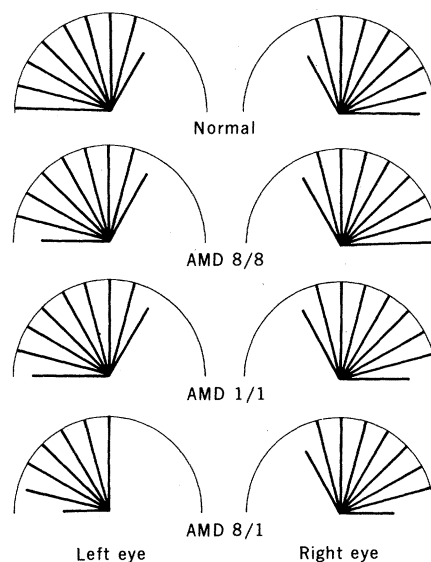 Normal
AMD 8/8
AMD 1/1
AMD 8/1
Left eye Right eye